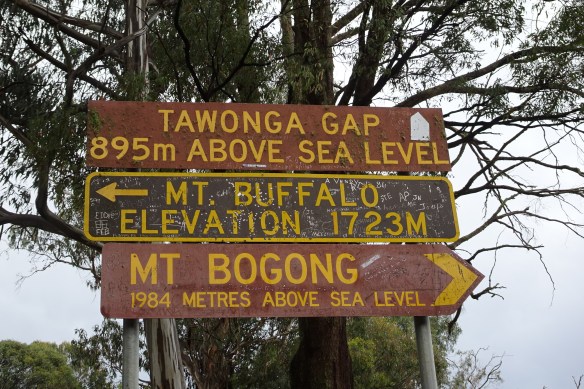 TAWONGA GAP
895m ABOVE SEA LEVEL
MT. BUFFALO
ELEVATION 1723M
MT BOGONG
1984 METRES ABOVE SEA LEVEL